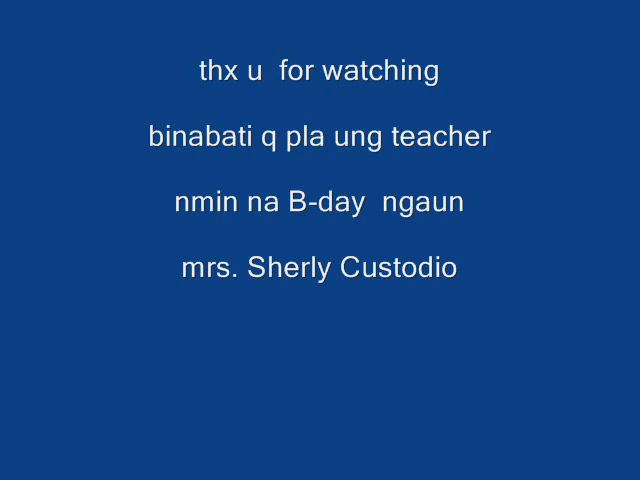 thx u  for watching
binabati q pla ung teacher
nmin na B-day  ngaun
mrs. Sherly Custodio